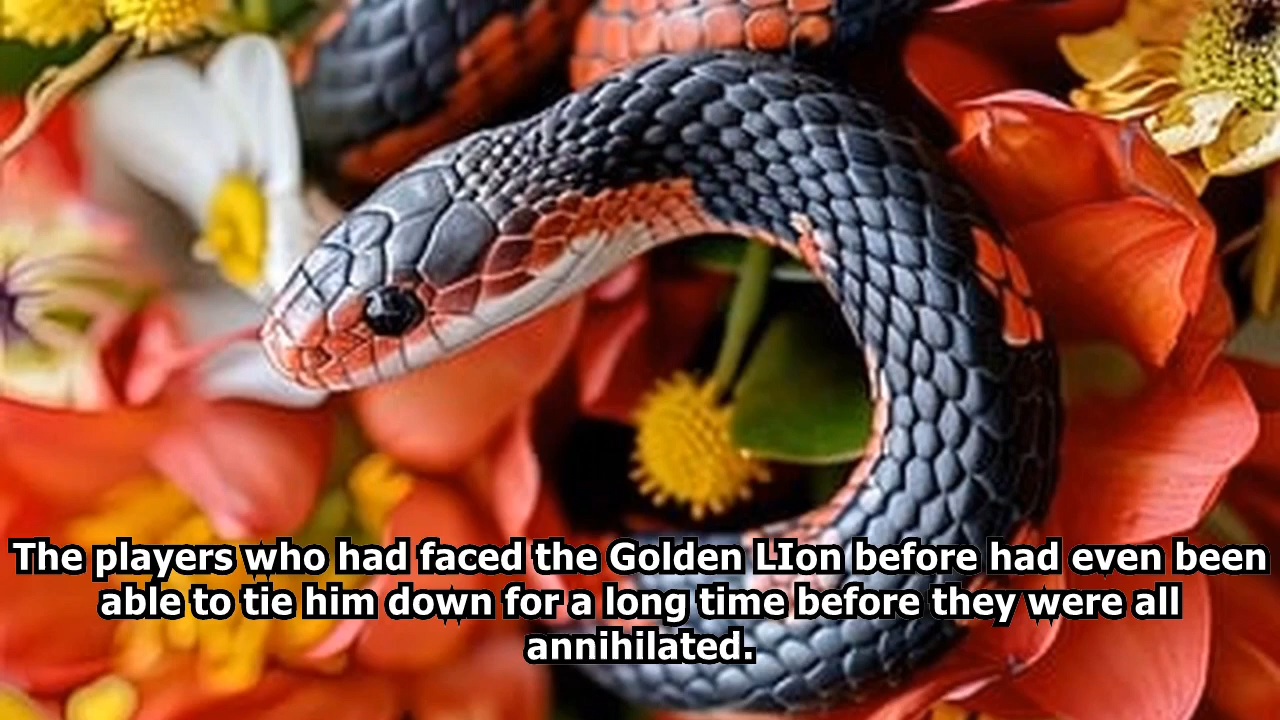 The players who had faced the Golden LIon before had even been
able to tie him down for a long time before they were all
annihilated.